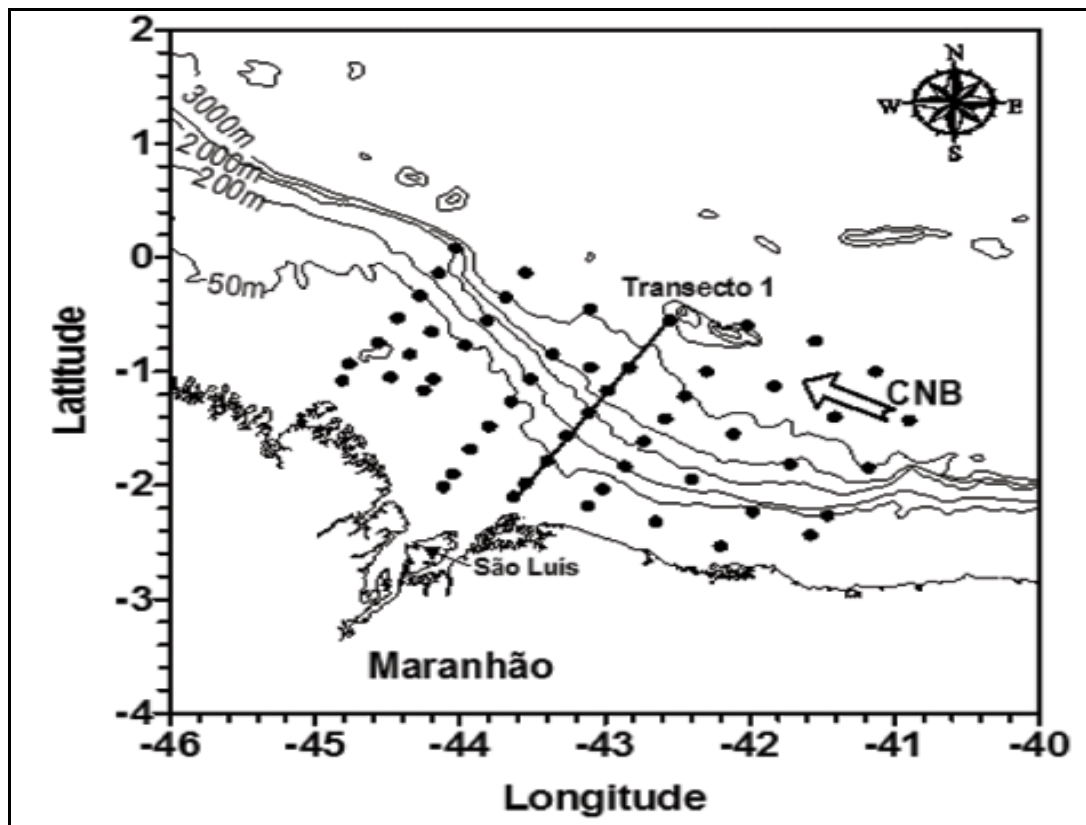 2
1
0
-1
-2
-3
-4
-46
-45
-44
-43
-42
-41
-40
Latitude
Longitude
N
W
E
S
3000m
2000m
200m
50m
Transecto 1
CNB
São Luís
Maranhão